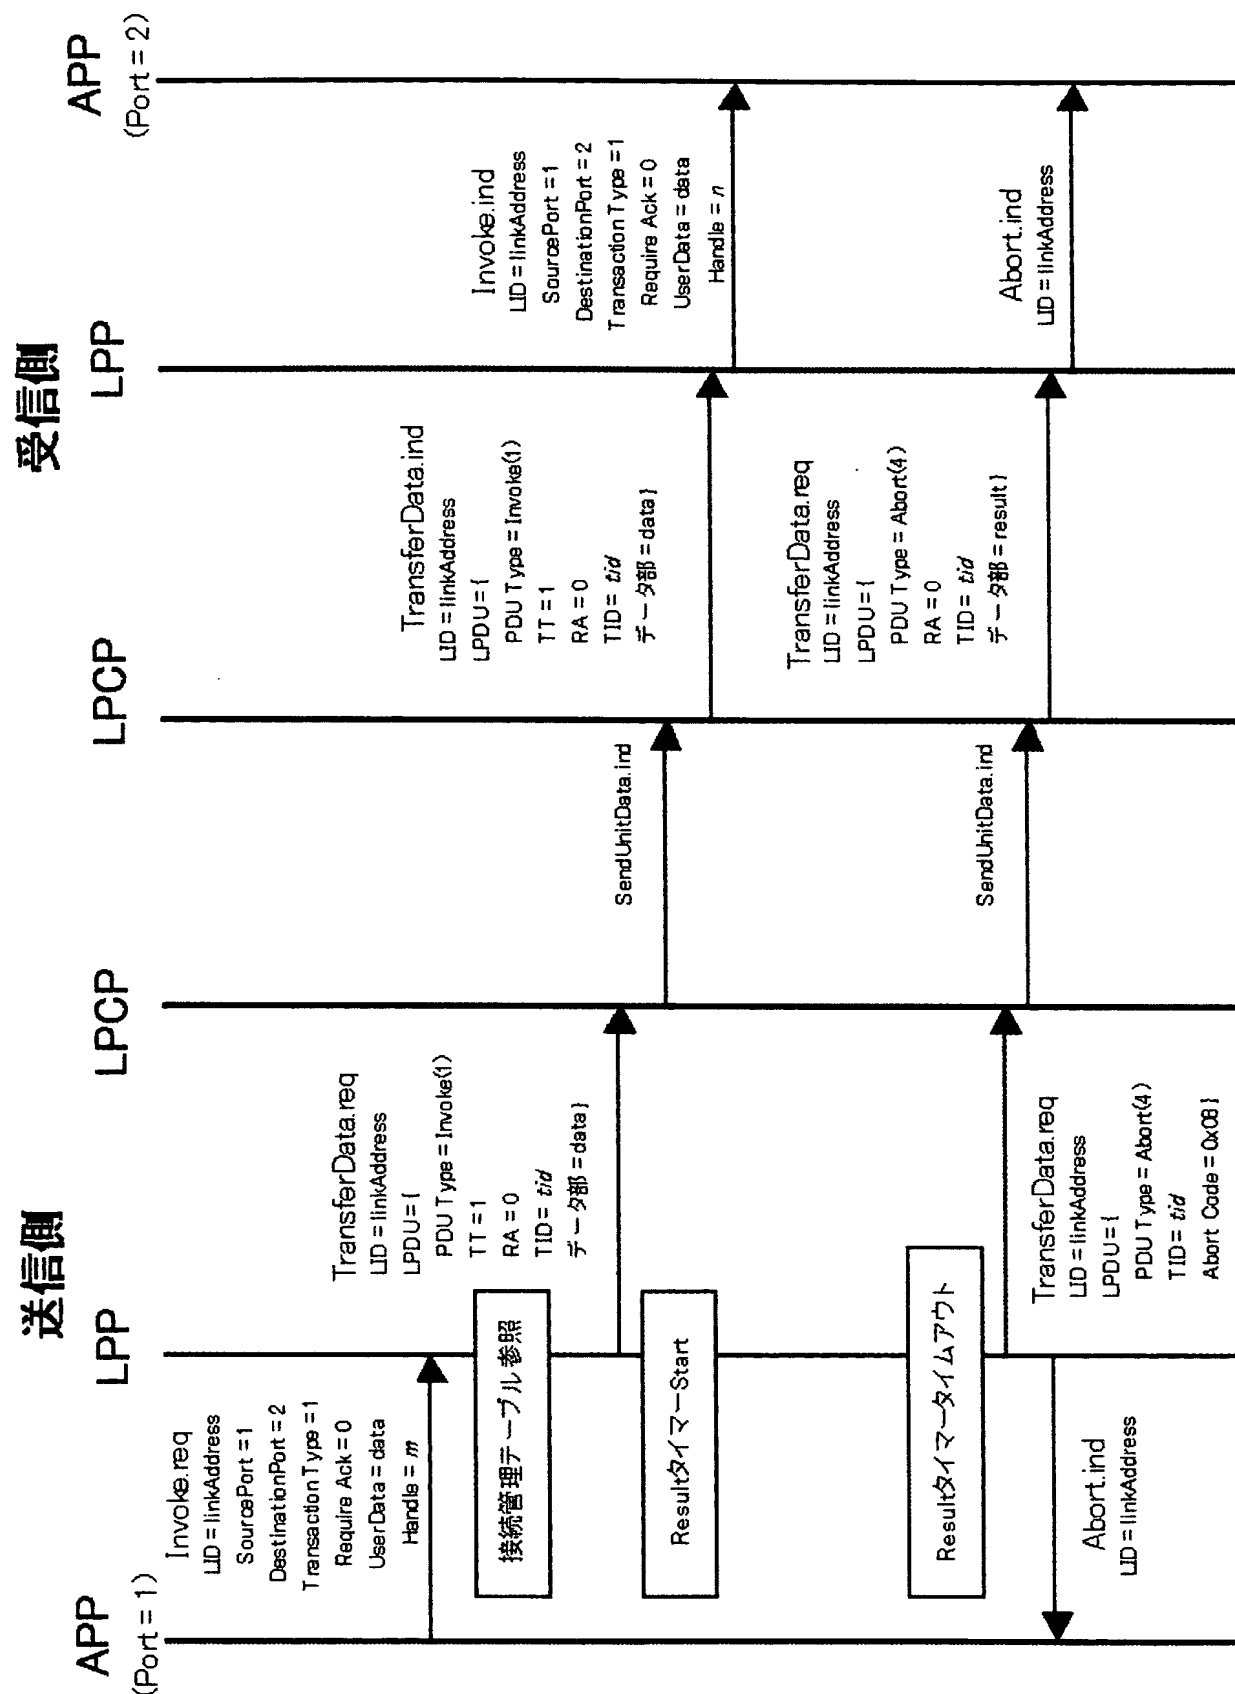 送信側
受信側
APP
(Port = 1)
LPP
LPCP
LPCP
LPP
APP
(Port = 2)
Invoke.req
LID = linkAddress
SourcePort = 1
DestinationPort = 2
Transaction Type = 1
Require Ack = 0
UserData = data
Handle = m
接続管理テーブル参照
TransferData.req
LID = linkAddress
LPDU = {
PDU Type = Invoke(1)
TT = 1
RA = 0
TID = tid
データ部 = data}
ResultタイマーStart
SendUnitData.ind
TransferData.ind
LID = linkAddress
LPDU = {
PDU Type = Invoke(1)
TT = 1
RA = 0
TID = tid
データ部 = data}
Invoke.ind
LID = linkAddress
SourcePort = 1
DestinationPort = 2
Transaction Type = 1
Require Ack = 0
UserData = data
Handle = n
Resultタイマータイムアウト
TransferData.req
LID = linkAddress
LPDU = {
PDU Type = Abort(4)
TID = tid
Abort Code = 0x08}
Abort.ind
LID = linkAddress
SendUnitData.ind
TransferData.req
LID = linkAddress
LPDU = {
PDU Type = Abort(4)
RA = 0
TID = tid
データ部 = result}
Abort.ind
LID = linkAddress